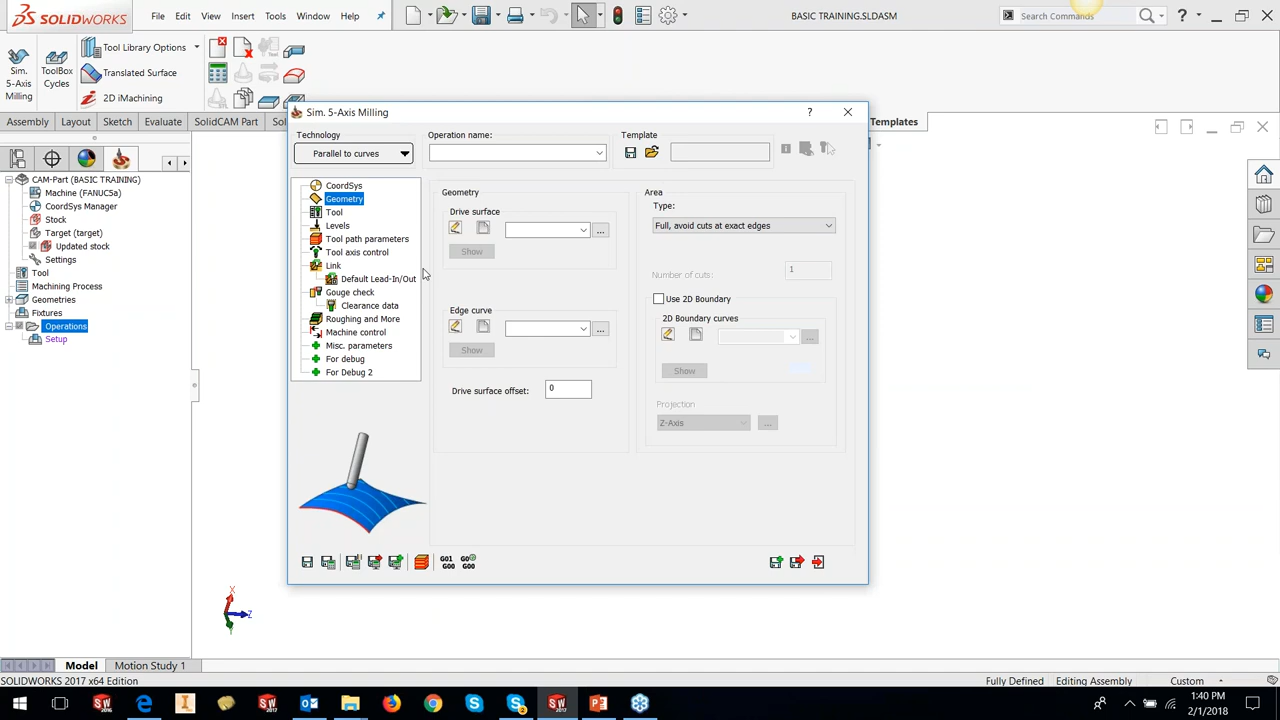 SOLIDWORKS
File Edit View Insert Tools Window Help
BASIC TRAINING.SLDASM
Search Commands
Sim. 5-Axis Milling
ToolBox Cycles
Tool Library Options
Translated Surface
2D iMachining
Assembly Layout Sketch Evaluate SolidCAM Part Sol
Templates
CAM-Part (BASIC TRAINING)
Machine (FANUC5a)
CoordSys Manager
Stock
Target (target)
Updated stock
Settings
Tool
Machining Process
Geometries
Fixtures
Operations
Setup
Sim. 5-Axis Milling
Technology
Parallel to curves
Operation name:
Template
CoordSys
Geometry
Tool
Levels
Tool path parameters
Tool axis control
Link
Default Lead-In/Out
Gouge check
Clearance data
Roughing and More
Machine control
Misc. parameters
For debug
For Debug 2
Geometry
Drive surface
...
Show
Edge curve
...
Show
Drive surface offset: 0
Area
Type:
Full, avoid cuts at exact edges
Number of cuts: 1
Use 2D Boundary
2D Boundary curves
...
Show
Projection
Z-Axis
...
G01 G00
G0 G00
X
Z
Y
Model Motion Study 1
SOLIDWORKS 2017 x64 Edition
Fully Defined Editing Assembly Custom
1:40 PM
2/1/2018